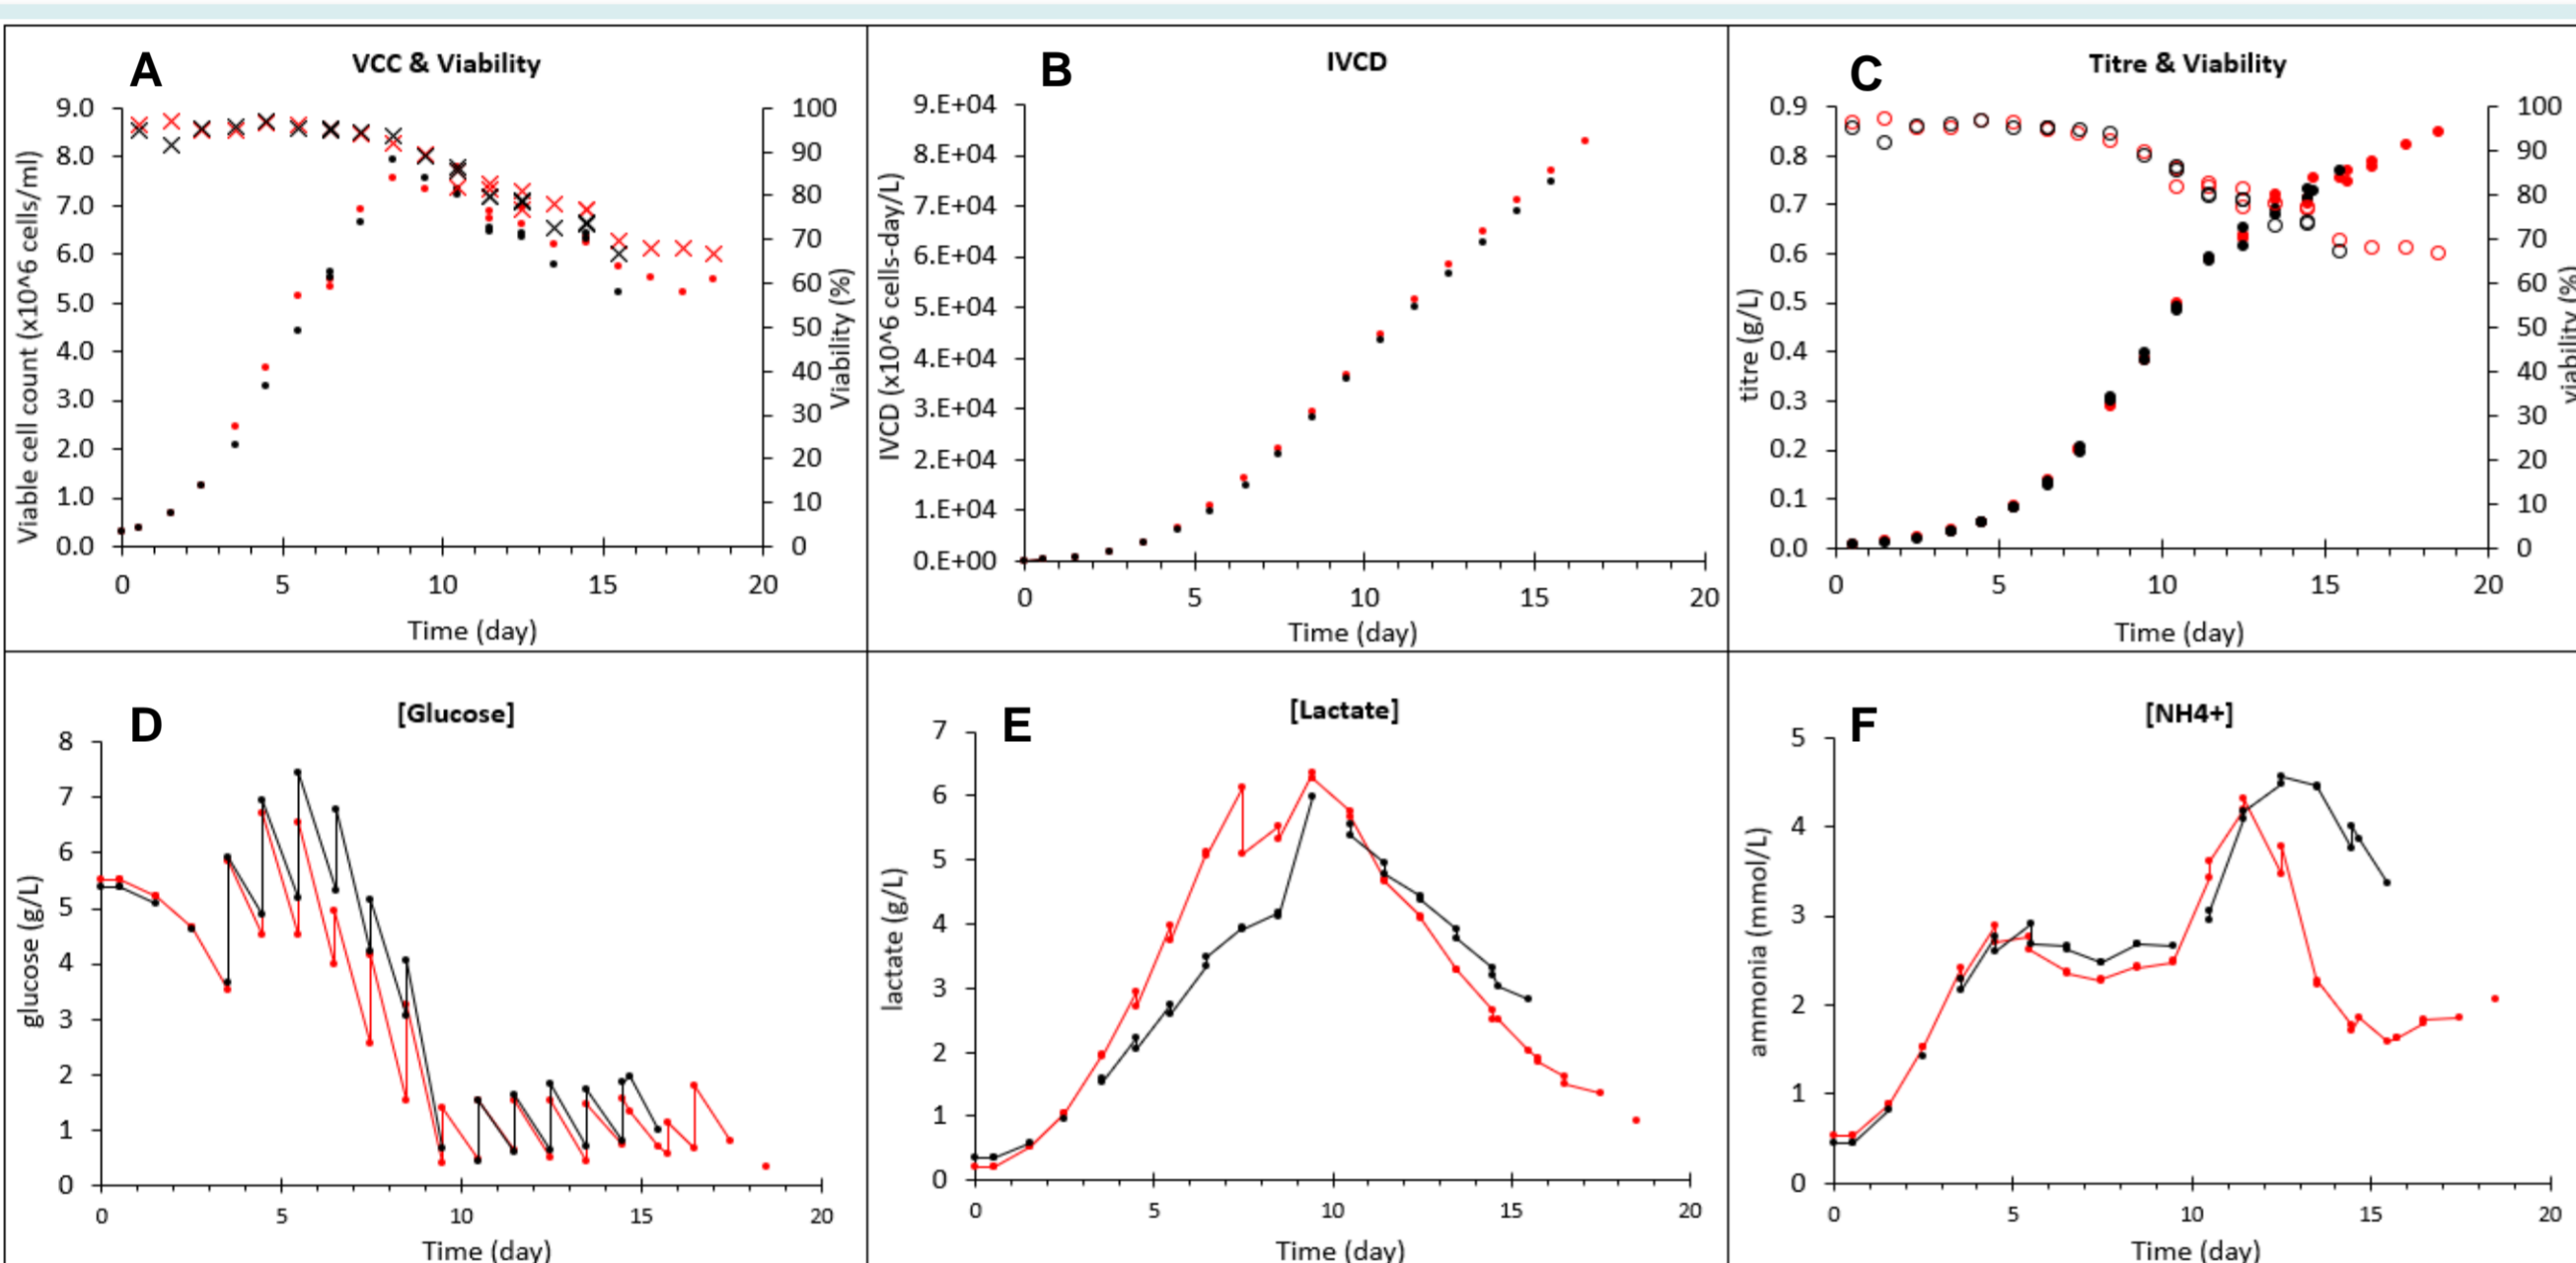 A
VCC & Viability
9.0
8.0
7.0
6.0
5.0
4.0
3.0
2.0
1.0
0.0
Viable cell count (x10^6 cells/ml)
100
90
80
70
60
50
40
30
20
10
0
Viability (%)
0 5 10 15 20
Time (day)
B
IVCD
9.E+04
8.E+04
7.E+04
6.E+04
5.E+04
4.E+04
3.E+04
2.E+04
1.E+04
0.E+00
IVCD (x10^6 cells-day/L)
0 5 10 15 20
Time (day)
C
Titre & Viability
0.9
0.8
0.7
0.6
0.5
0.4
0.3
0.2
0.1
0.0
titre (g/L)
100
90
80
70
60
50
40
30
20
10
0
viability (%)
0 5 10 15 20
Time (day)
D
[Glucose]
8
7
6
5
4
3
2
1
0
glucose (g/L)
0 5 10 15 20
Time (day)
E
[Lactate]
7
6
5
4
3
2
1
0
lactate (g/L)
0 5 10 15 20
Time (day)
F
[NH4+]
5
4
3
2
1
0
ammonia (mmol/L)
0 5 10 15 20
Time (day)